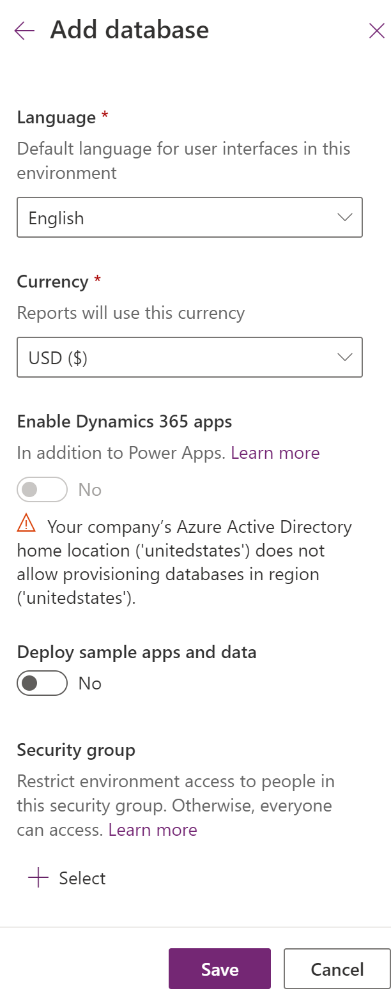 Add database
Language *
Default language for user interfaces in this
environment
English
Currency *
Reports will use this currency
USD ($)
Enable Dynamics 365 apps
In addition to Power Apps. Learn more
No
Your company’s Azure Active Directory
home location ('unitedstates') does not
allow provisioning databases in region
('unitedstates').
Deploy sample apps and data
No
Security group
Restrict environment access to people in
this security group. Otherwise, everyone
can access. Learn more
Select
Save
Cancel